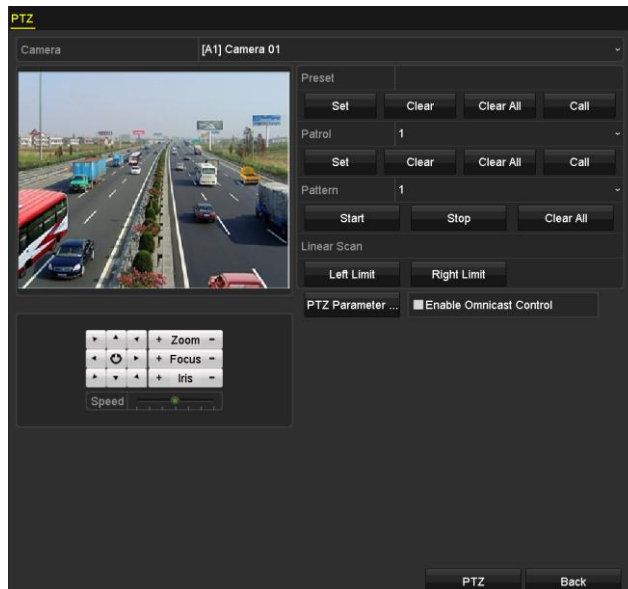 PTZ
Camera [A1] Camera 01
Preset
Set Clear Clear All Call
Patrol 1
Set Clear Clear All Call
Pattern 1
Start Stop Clear All
Linear Scan
Left Limit Right Limit
PTZ Parameter ... Enable Omnicast Control
+ Zoom -
+ Focus -
+ Iris -
Speed
PTZ Back